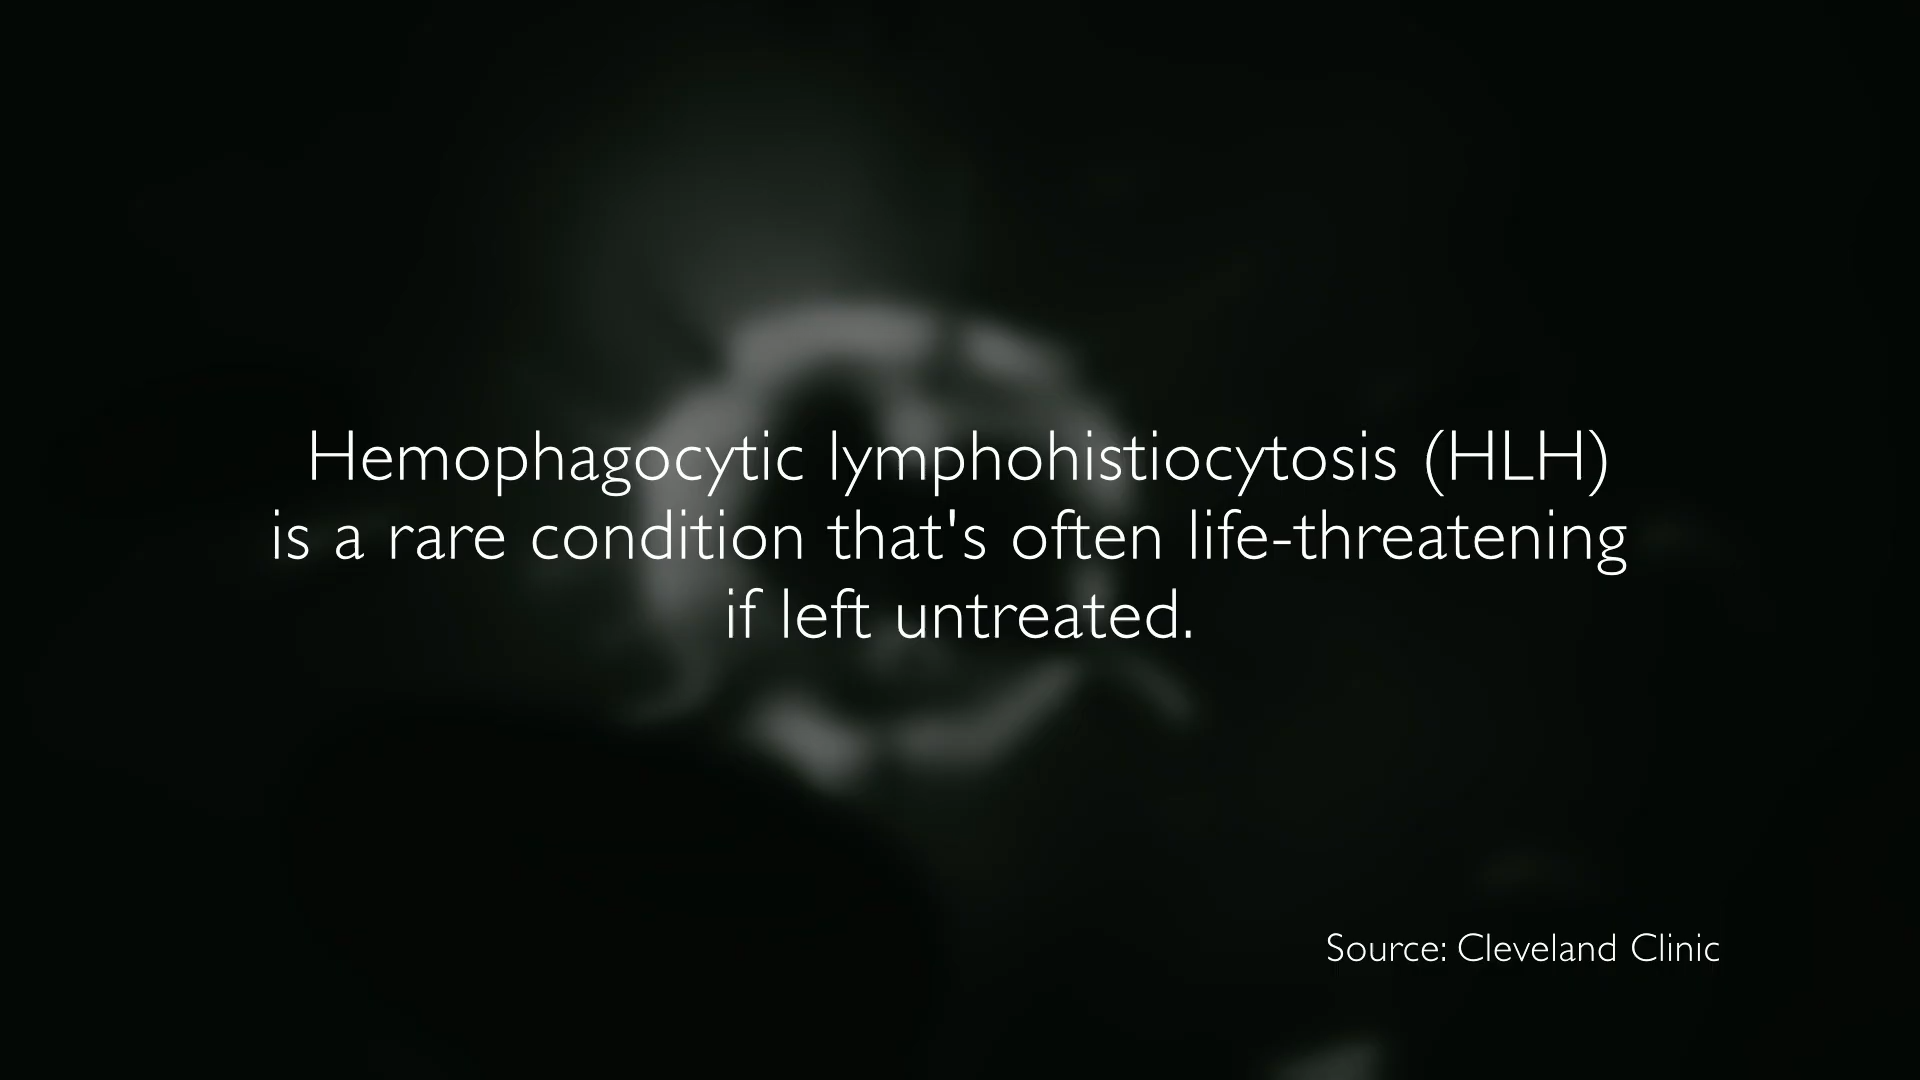 Hemophagocytic lymphohistiocytosis (HLH)
is a rare condition that's often life-threatening
if left untreated.
Source: Cleveland Clinic